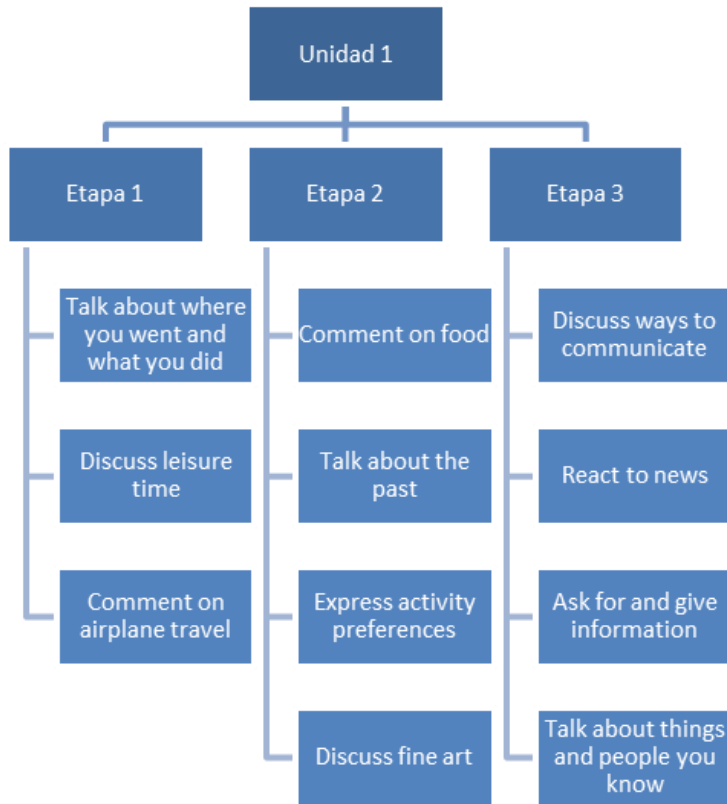 Unidad 1
Etapa 1
Talk about where
you went and
what you did
Discuss leisure
time
Comment on
airplane travel
Etapa 2
Comment on food
Talk about the
past
Express activity
preferences
Discuss fine art
Etapa 3
Discuss ways to
communicate
React to news
Ask for and give
information
Talk about things
and people you
know